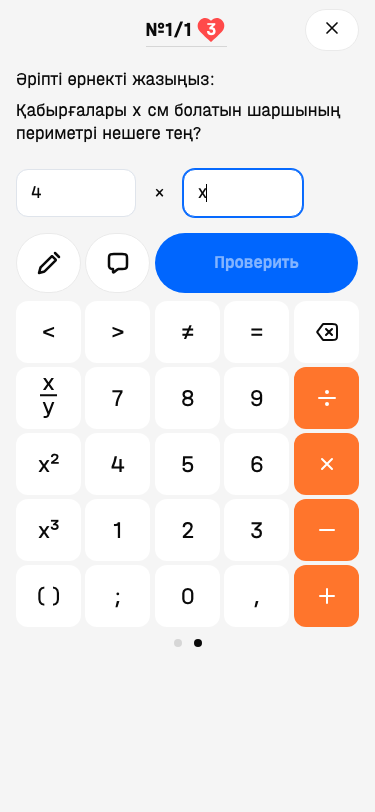 №1/1 3
Әріпті өрнекті жазыңыз:
Қабырғалары x см болатын шаршының
периметрі нешеге тең?
4 × x
Проверить
< > ≠ =
x/y 7 8 9 ÷
x² 4 5 6 ×
x³ 1 2 3 −
( ) ; 0 , +